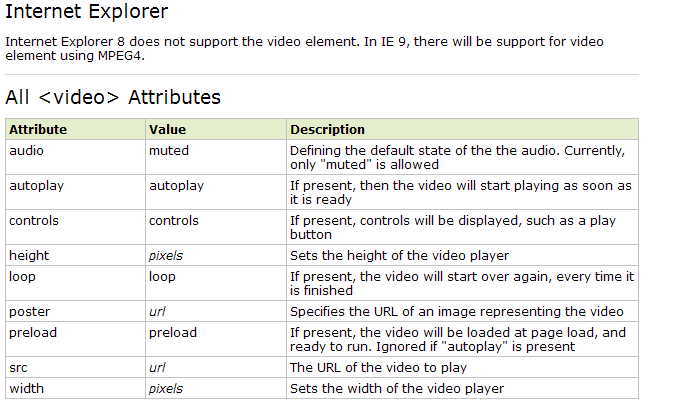 Internet Explorer
Internet Explorer 8 does not support the video element. In IE 9, there will be support for video
element using MPEG4.
All <video> Attributes
Attribute Value Description
audio muted Defining the default state of the the audio. Currently,
only "muted" is allowed
autoplay autoplay If present, then the video will start playing as soon as
it is ready
controls controls If present, controls will be displayed, such as a play
button
height pixels Sets the height of the video player
loop loop If present, the video will start over again, every time it
is finished
poster url Specifies the URL of an image representing the video
preload preload If present, the video will be loaded at page load, and
ready to run. Ignored if "autoplay" is present
src url The URL of the video to play
width pixels Sets the width of the video player